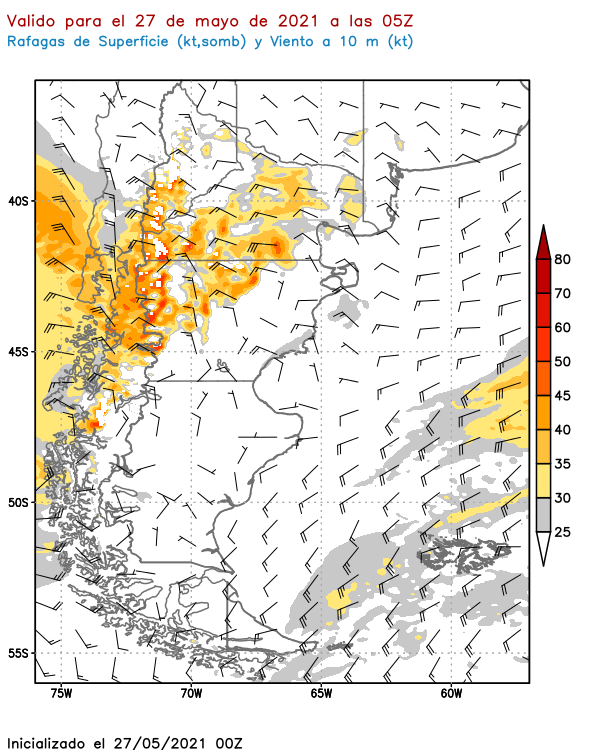 Valido para el 27 de mayo de 2021 a las 05Z
Rafagas de Superficie (kt,somb) y Viento a 10 m (kt)
80
40S
70
60
50
45S
45
40
35
50S
30
25
55S
75W 70W 65W 60W
Inicializado el 27/05/2021 00Z